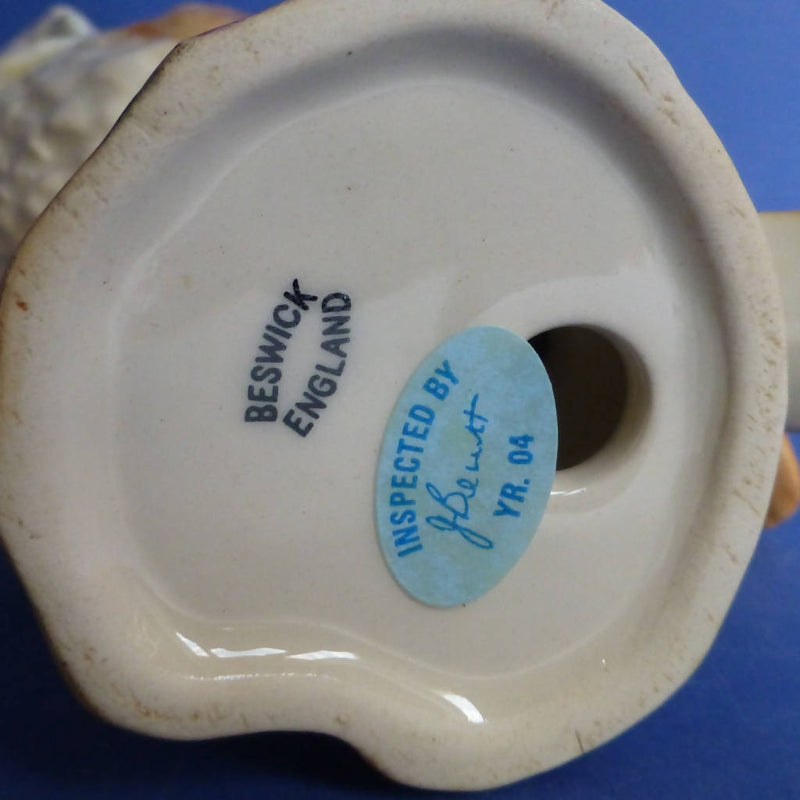 BESWICK
ENGLAND
INSPECTED BY
YR. 04